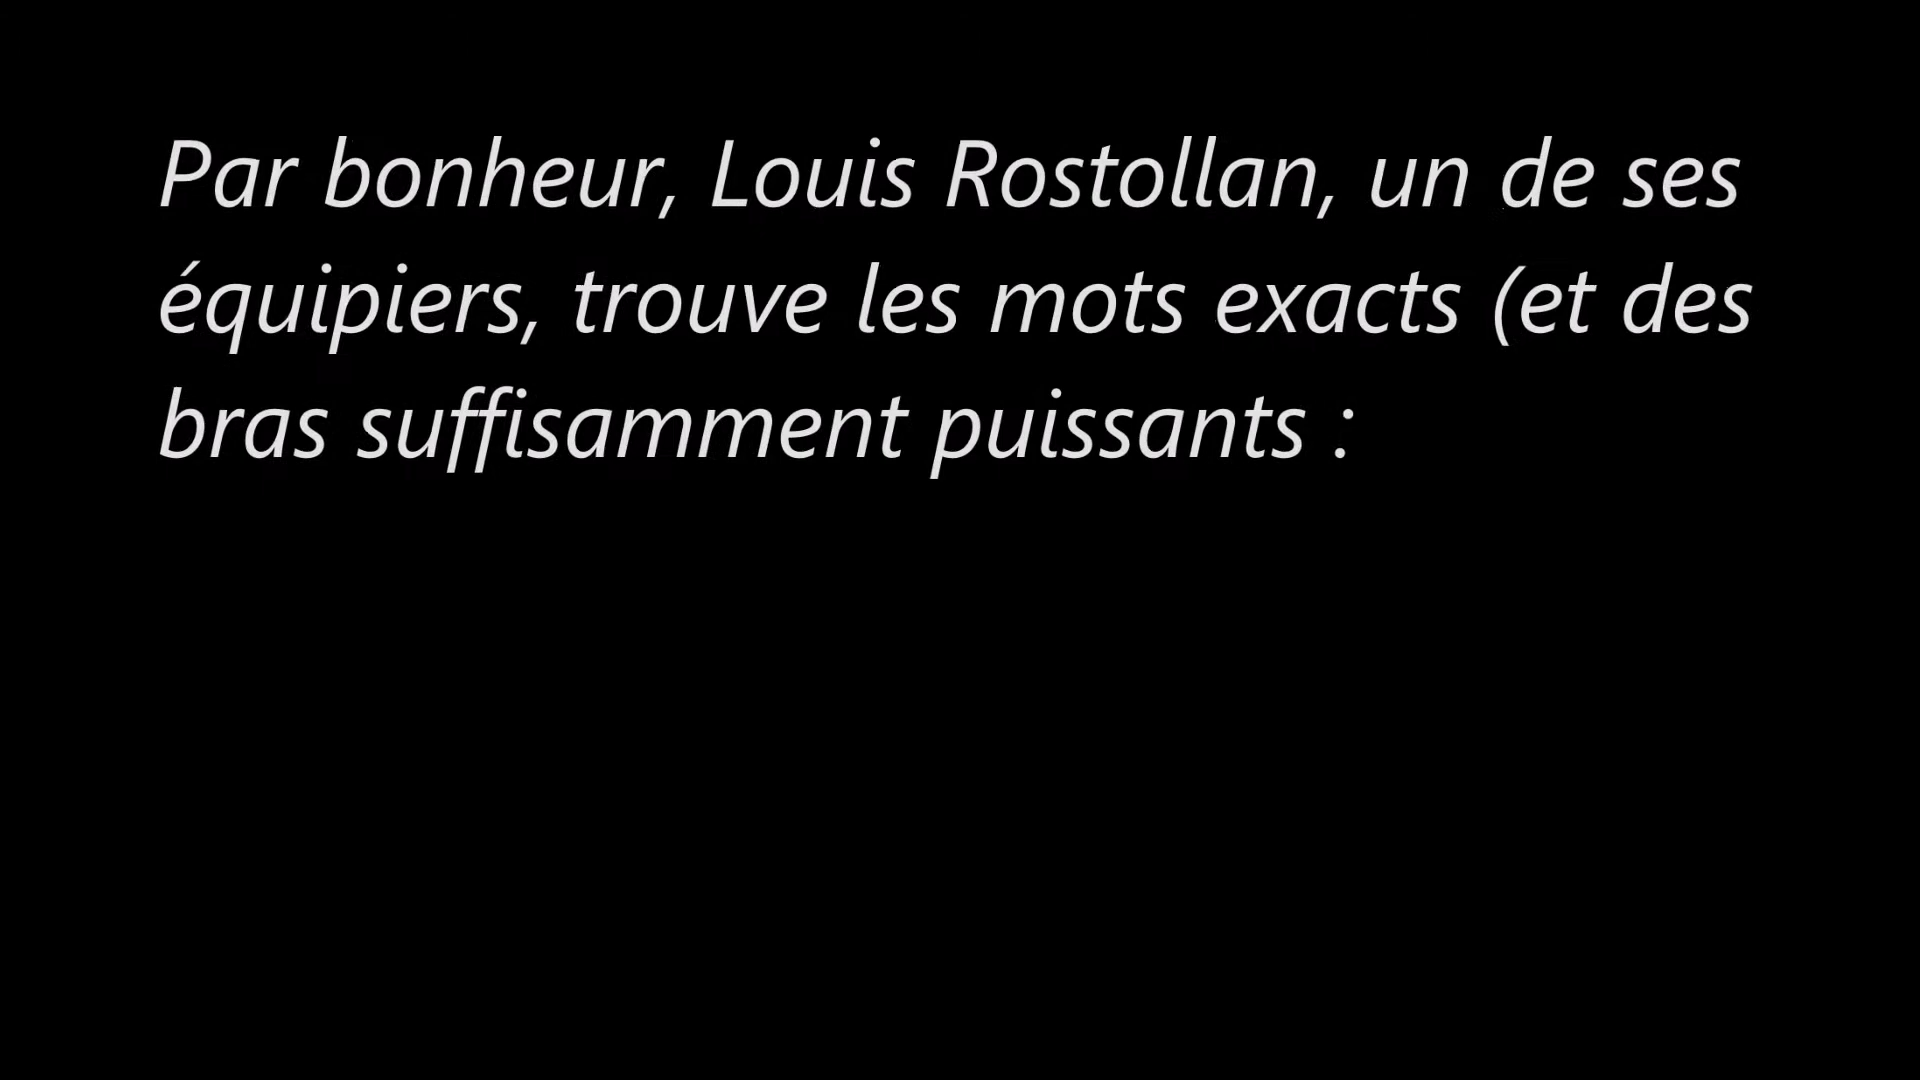 Par bonheur, Louis Rostollan, un de ses
équipiers, trouve les mots exacts (et des
bras suffisamment puissants :